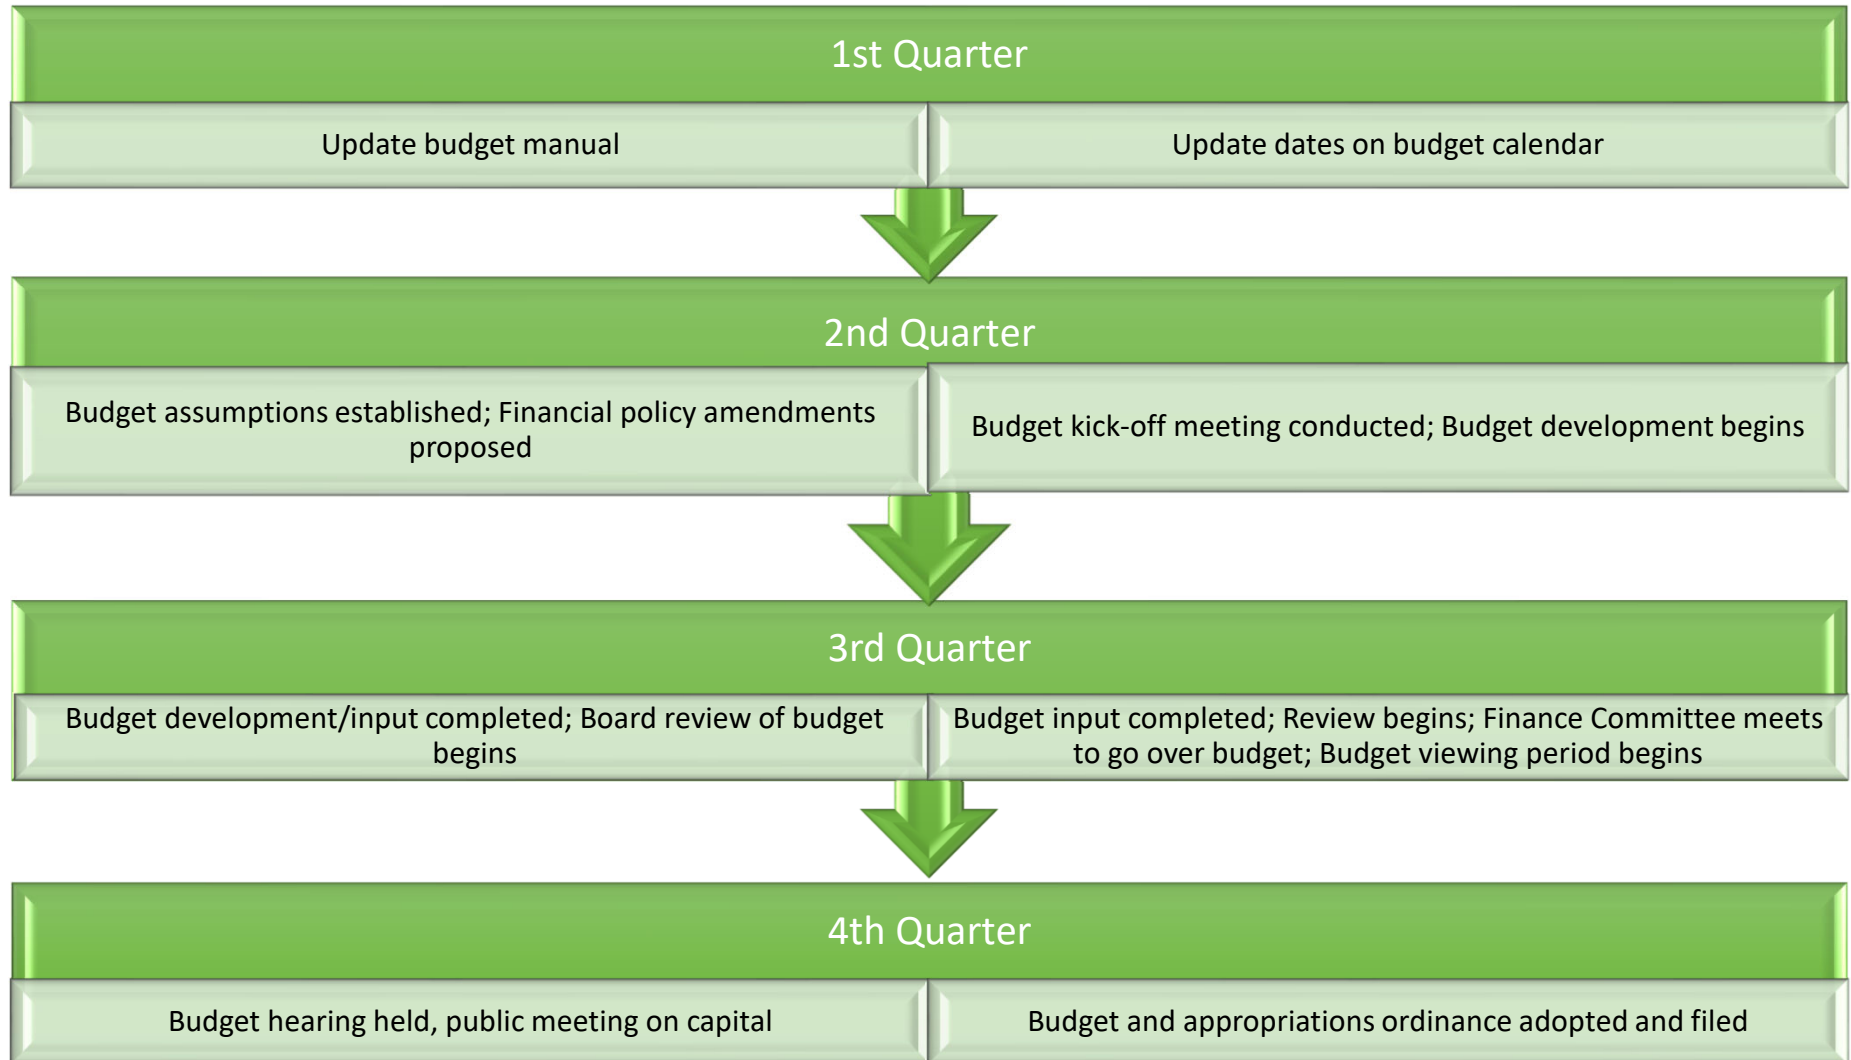 1st Quarter
Update budget manual
Update dates on budget calendar
2nd Quarter
Budget assumptions established; Financial policy amendments
proposed
Budget kick-off meeting conducted; Budget development begins
3rd Quarter
Budget development/input completed; Board review of budget
begins
Budget input completed; Review begins; Finance Committee meets
to go over budget; Budget viewing period begins
4th Quarter
Budget hearing held, public meeting on capital
Budget and appropriations ordinance adopted and filed